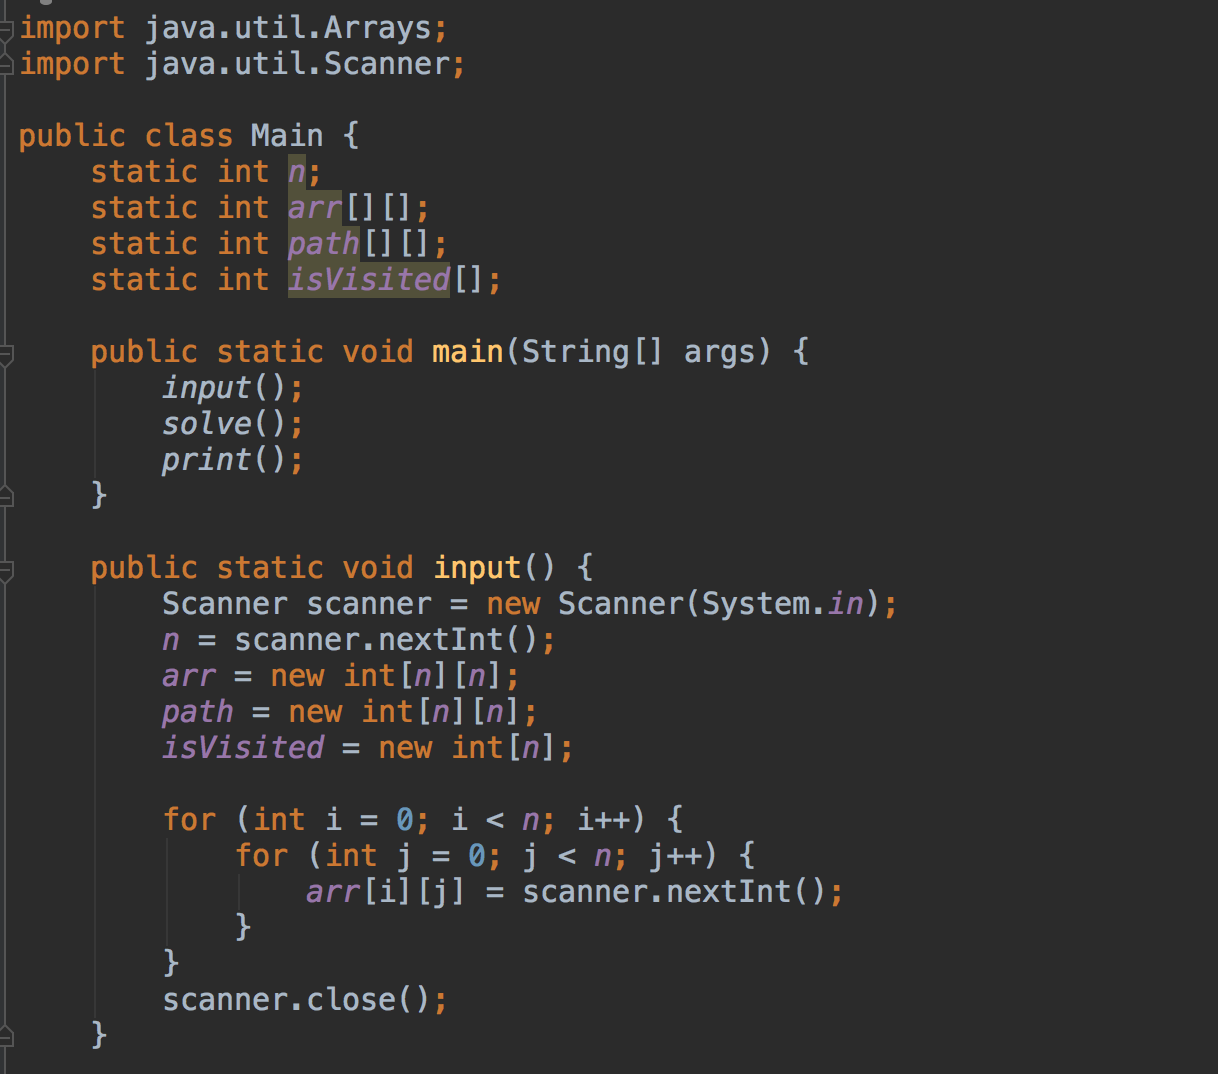 import java.util.Arrays;
import java.util.Scanner;

public class Main {
    static int n;
    static int arr[][];
    static int path[][];
    static int isVisited[];

    public static void main(String[] args) {
        input();
        solve();
        print();
    }

    public static void input() {
        Scanner scanner = new Scanner(System.in);
        n = scanner.nextInt();
        arr = new int[n][n];
        path = new int[n][n];
        isVisited = new int[n];

        for (int i = 0; i < n; i++) {
            for (int j = 0; j < n; j++) {
                arr[i][j] = scanner.nextInt();
            }
        }
        scanner.close();
    }